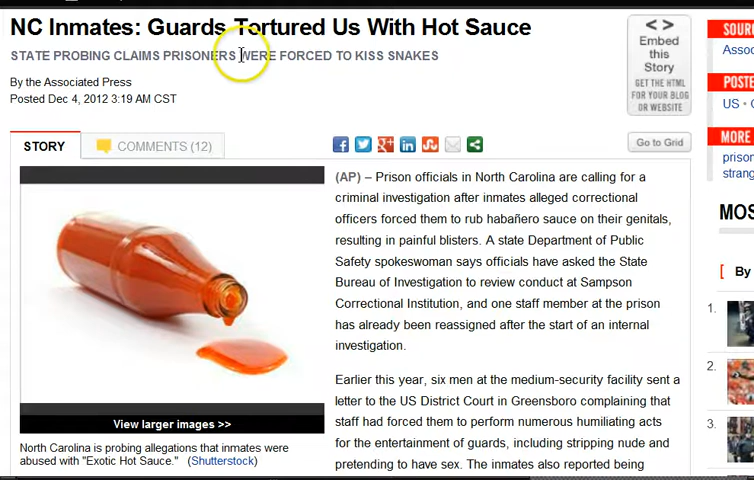 NC Inmates: Guards Tortured Us With Hot Sauce
STATE PROBING CLAIMS PRISONERS WERE FORCED TO KISS SNAKES
By the Associated Press
Posted Dec 4, 2012 3:19 AM CST
< >
Embed
this
Story
GET THE HTML
FOR YOUR BLOG
OR WEBSITE
STORY
COMMENTS (12)
Go to Grid
View larger images >>
North Carolina is probing allegations that inmates were
abused with "Exotic Hot Sauce." (Shutterstock)
(AP) – Prison officials in North Carolina are calling for a
criminal investigation after inmates alleged correctional
officers forced them to rub habañero sauce on their genitals,
resulting in painful blisters. A state Department of Public
Safety spokeswoman says officials have asked the State
Bureau of Investigation to review conduct at Sampson
Correctional Institution, and one staff member at the prison
has already been reassigned after the start of an internal
investigation.
Earlier this year, six men at the medium-security facility sent a
letter to the US District Court in Greensboro complaining that
staff had forced them to perform numerous humiliating acts
for the entertainment of guards, including stripping nude and
pretending to have sex. The inmates also reported being
SOUR
Assoc
POSTE
US •
MORE
prison
strang
MOS
[ By
1.
2.
3.